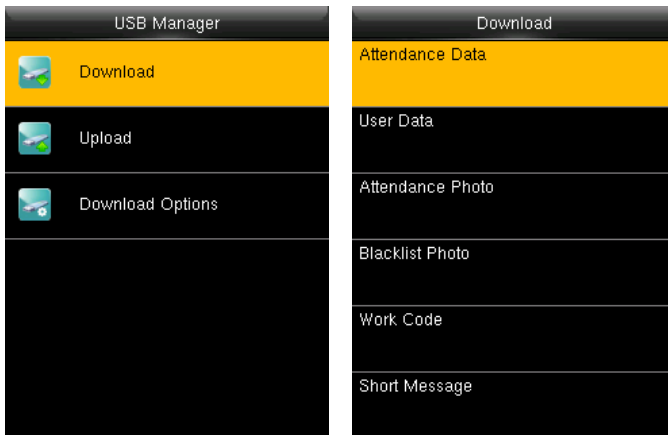 USB Manager
Download
Upload
Download Options
Download
Attendance Data
User Data
Attendance Photo
Blacklist Photo
Work Code
Short Message